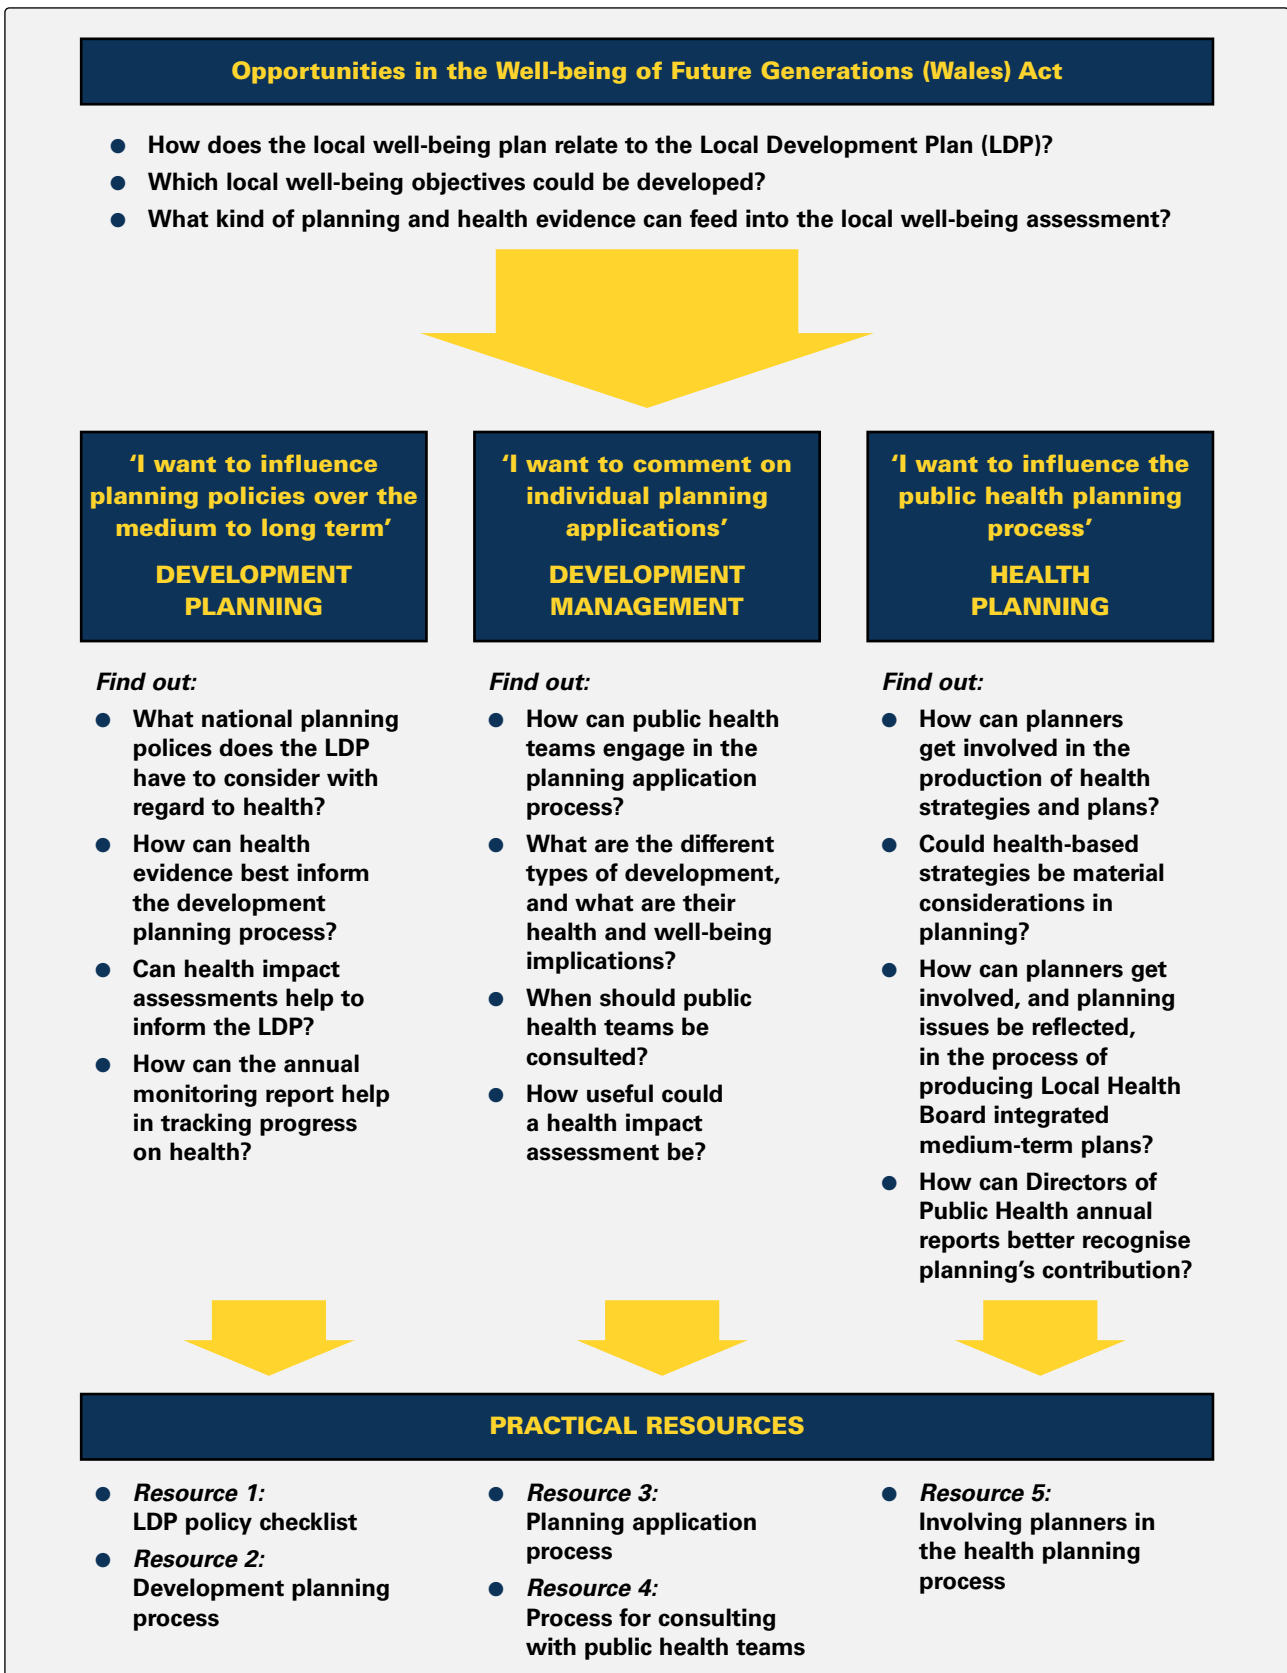 Opportunities in the Well-being of Future Generations (Wales) Act
● How does the local well-being plan relate to the Local Development Plan (LDP)?
● Which local well-being objectives could be developed?
● What kind of planning and health evidence can feed into the local well-being assessment?
‘I want to influence
planning policies over the
medium to long term’
DEVELOPMENT
PLANNING
Find out:
● What national planning
polices does the LDP
have to consider with
regard to health?
● How can health
evidence best inform
the development
planning process?
● Can health impact
assessments help to
inform the LDP?
● How can the annual
monitoring report help
in tracking progress
on health?
‘I want to comment on
individual planning
applications’
DEVELOPMENT
MANAGEMENT
Find out:
● How can public health
teams engage in the
planning application
process?
● What are the different
types of development,
and what are their
health and well-being
implications?
● When should public
health teams be
consulted?
● How useful could
a health impact
assessment be?
‘I want to influence the
public health planning
process’
HEALTH
PLANNING
Find out:
● How can planners
get involved in the
production of health
strategies and plans?
● Could health-based
strategies be material
considerations in
planning?
● How can planners get
involved, and planning
issues be reflected,
in the process of
producing Local Health
Board integrated
medium-term plans?
● How can Directors of
Public Health annual
reports better recognise
planning’s contribution?
PRACTICAL RESOURCES
● Resource 1:
LDP policy checklist
● Resource 2:
Development planning
process
● Resource 3:
Planning application
process
● Resource 4:
Process for consulting
with public health teams
● Resource 5:
Involving planners in
the health planning
process